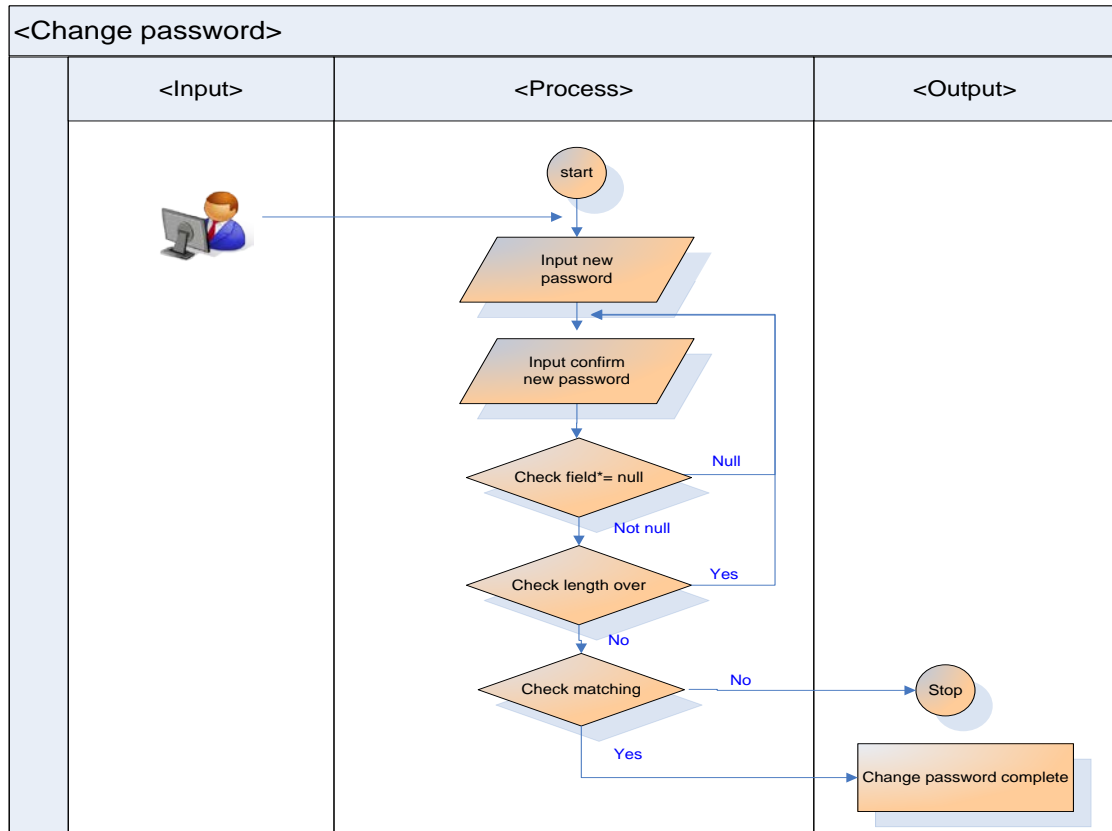 <Change password>
<Input>
<Process>
<Output>
start
Input new
password
Input confirm
new password
Check field*= null
Null
Not null
Check length over
Yes
No
Check matching
No
Stop
Yes
Change password complete